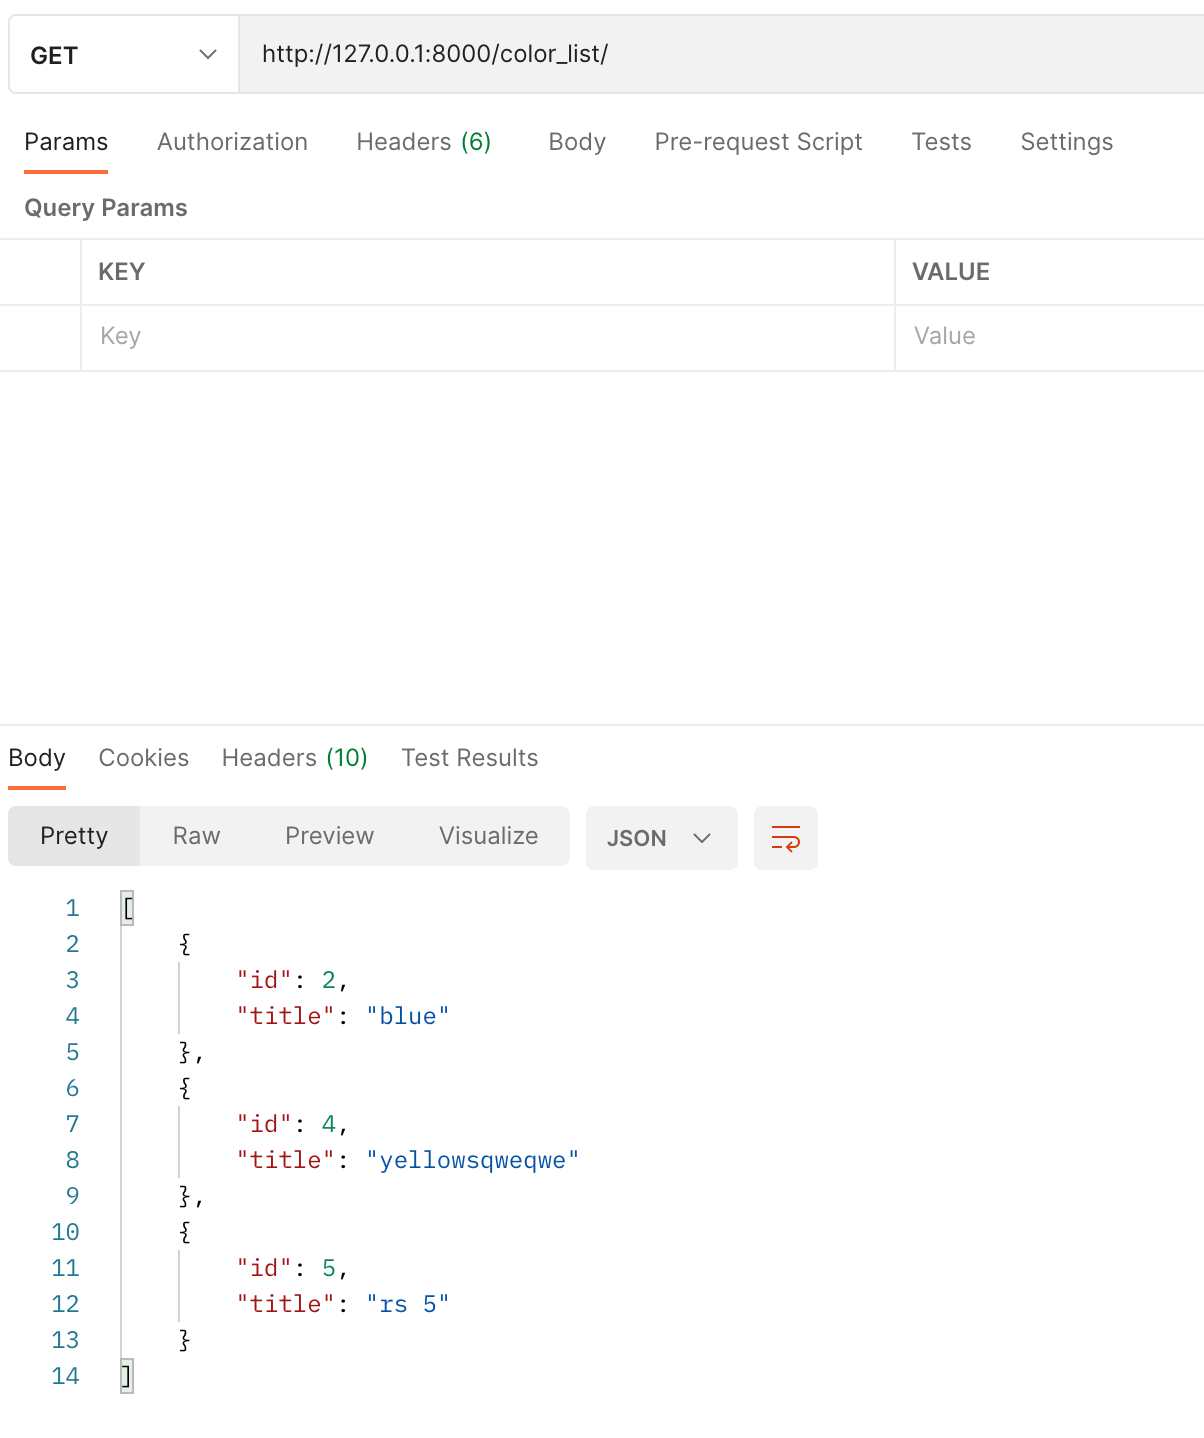 GET http://127.0.0.1:8000/color_list/
Params Authorization Headers (6) Body Pre-request Script Tests Settings
Query Params
KEY VALUE
Key Value
Body Cookies Headers (10) Test Results
Pretty Raw Preview Visualize JSON
1 [
2 {
3 "id": 2,
4 "title": "blue"
5 },
6 {
7 "id": 4,
8 "title": "yellowsqweqwe"
9 },
10 {
11 "id": 5,
12 "title": "rs 5"
13 }
14 ]